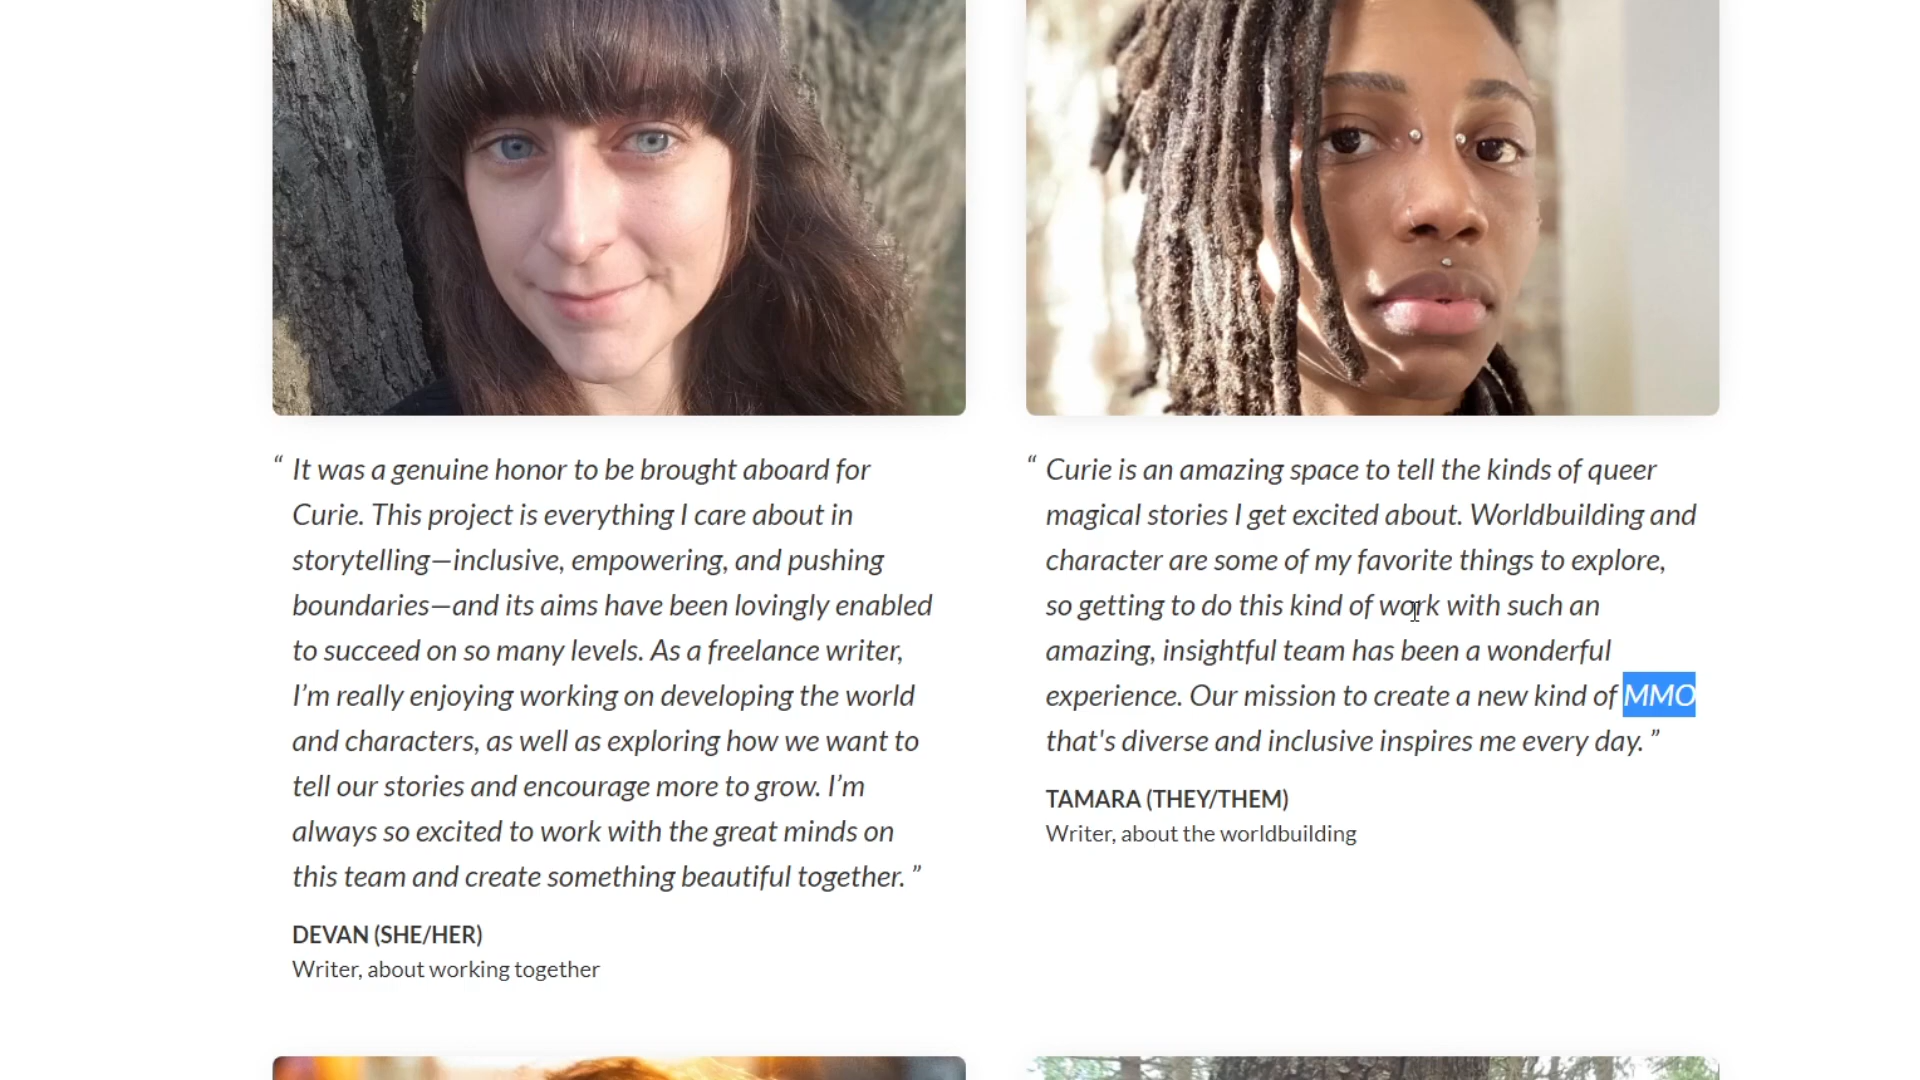 “ It was a genuine honor to be brought aboard for
Curie. This project is everything I care about in
storytelling—inclusive, empowering, and pushing
boundaries—and its aims have been lovingly enabled
to succeed on so many levels. As a freelance writer,
I’m really enjoying working on developing the world
and characters, as well as exploring how we want to
tell our stories and encourage more to grow. I’m
always so excited to work with the great minds on
this team and create something beautiful together. ”
DEVAN (SHE/HER)
Writer, about working together
“ Curie is an amazing space to tell the kinds of queer
magical stories I get excited about. Worldbuilding and
character are some of my favorite things to explore,
so getting to do this kind of work with such an
amazing, insightful team has been a wonderful
experience. Our mission to create a new kind of MMO
that's diverse and inclusive inspires me every day. ”
TAMARA (THEY/THEM)
Writer, about the worldbuilding